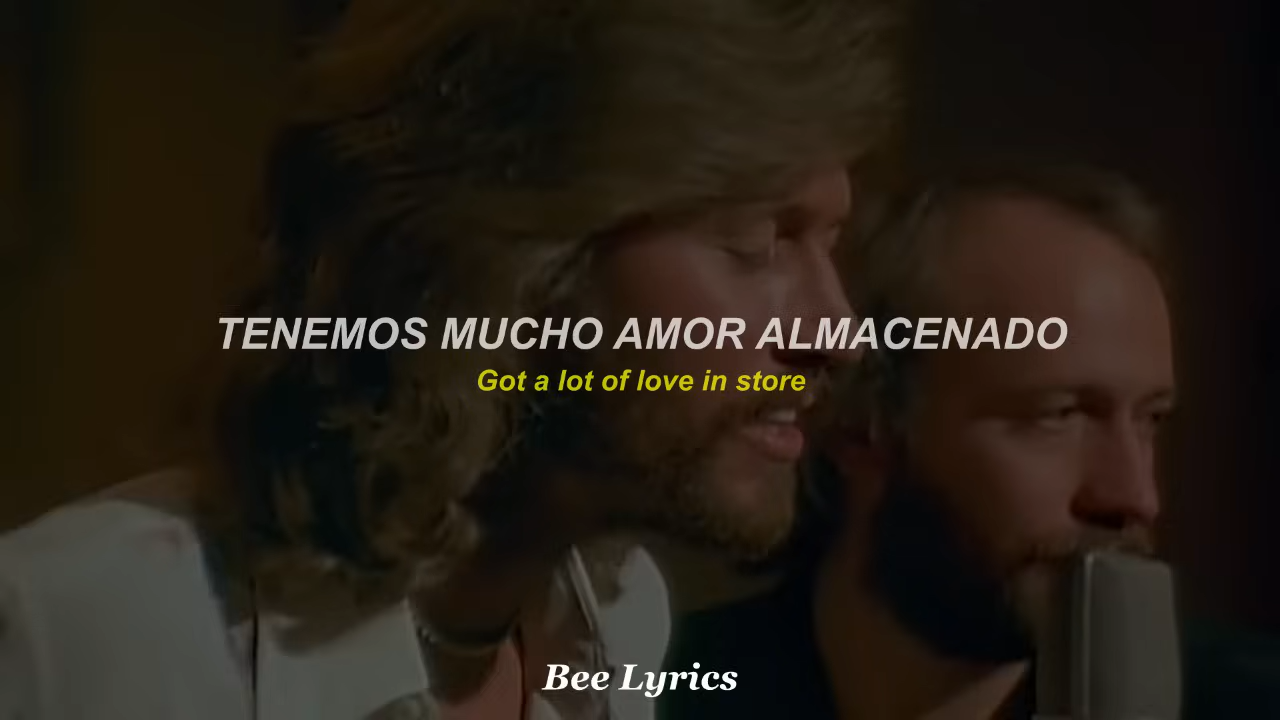 TENEMOS MUCHO AMOR ALMACENADO
Got a lot of love in store
Bee Lyrics